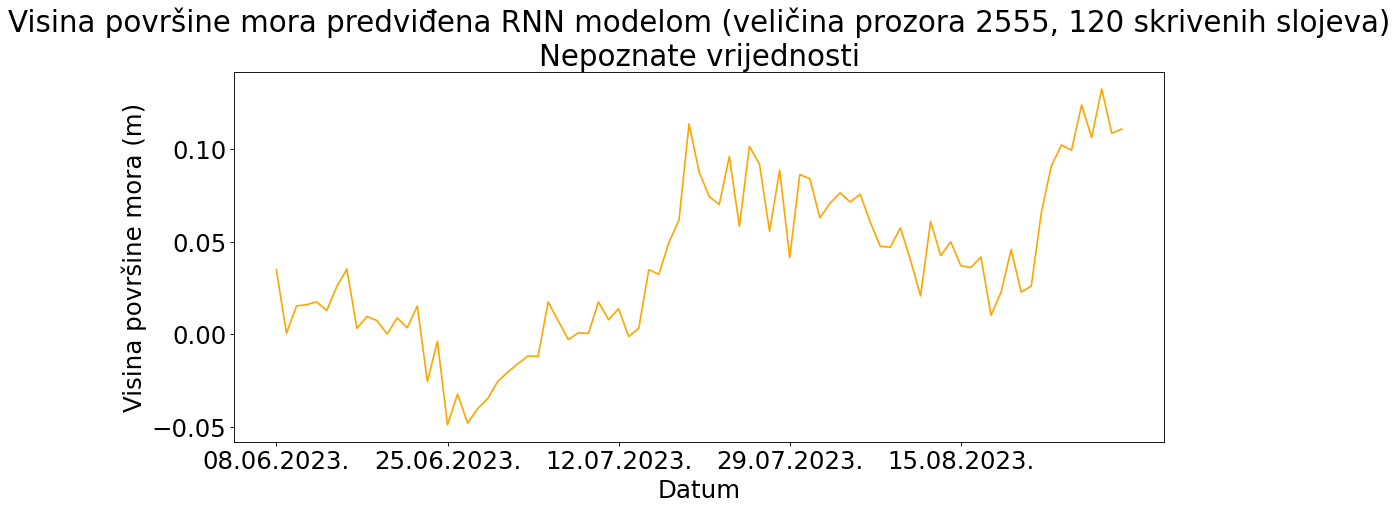 Visina površine mora predviđena RNN modelom (veličina prozora 2555, 120 skrivenih slojeva)
Nepoznate vrijednosti
Visina površine mora (m)
0.10
0.05
0.00
−0.05
08.06.2023. 25.06.2023. 12.07.2023. 29.07.2023. 15.08.2023.
Datum